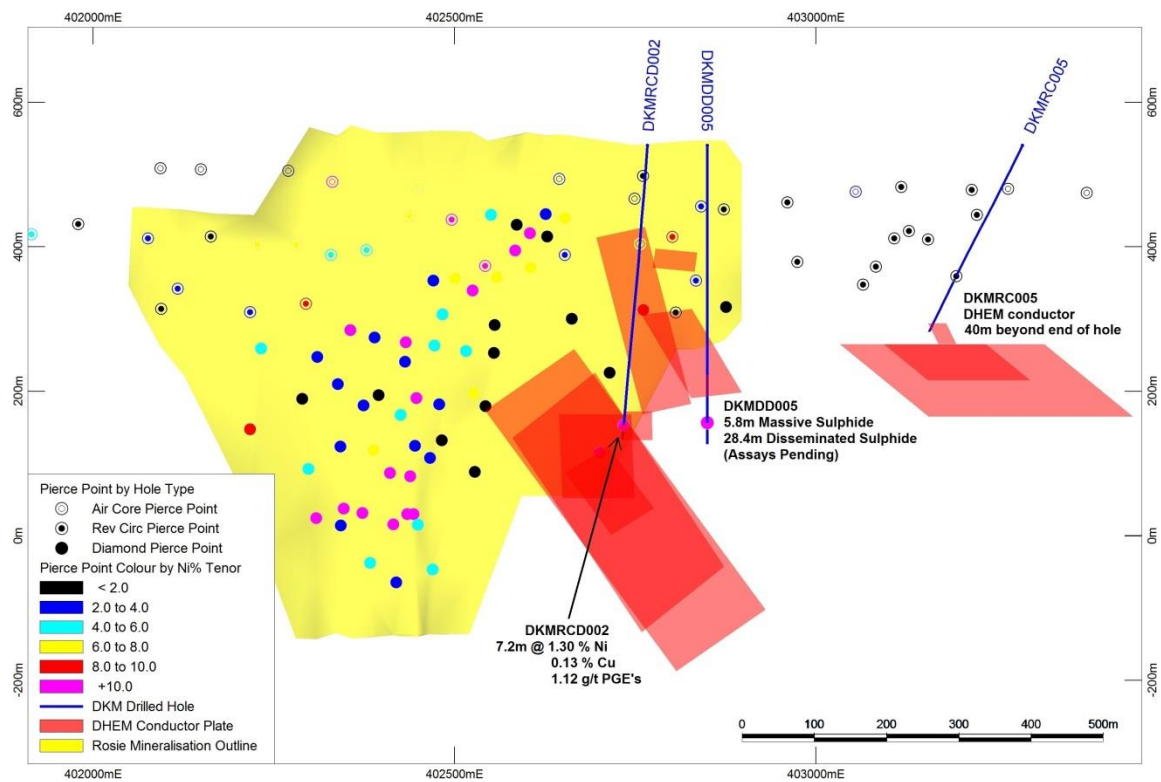 402000mE
402500mE
403000mE
600m
400m
200m
0m
-200m
600m
400m
200m
0m
-200m
DKMRCD002
DKMDD005
DKMRC005
DKMRC005
DHEM conductor
40m beyond end of hole
DKMDD005
5.8m Massive Sulphide
28.4m Disseminated Sulphide
(Assays Pending)
DKMRCD002
7.2m @ 1.30 % Ni
0.13 % Cu
1.12 g/t PGE's
Pierce Point by Hole Type
Air Core Pierce Point
Rev Circ Pierce Point
Diamond Pierce Point
Pierce Point Colour by Ni% Tenor
< 2.0
2.0 to 4.0
4.0 to 6.0
6.0 to 8.0
8.0 to 10.0
+10.0
DKM Drilled Hole
DHEM Conductor Plate
Rosie Mineralisation Outline
0 100 200 300 400 500m
402000mE
402500mE
403000mE